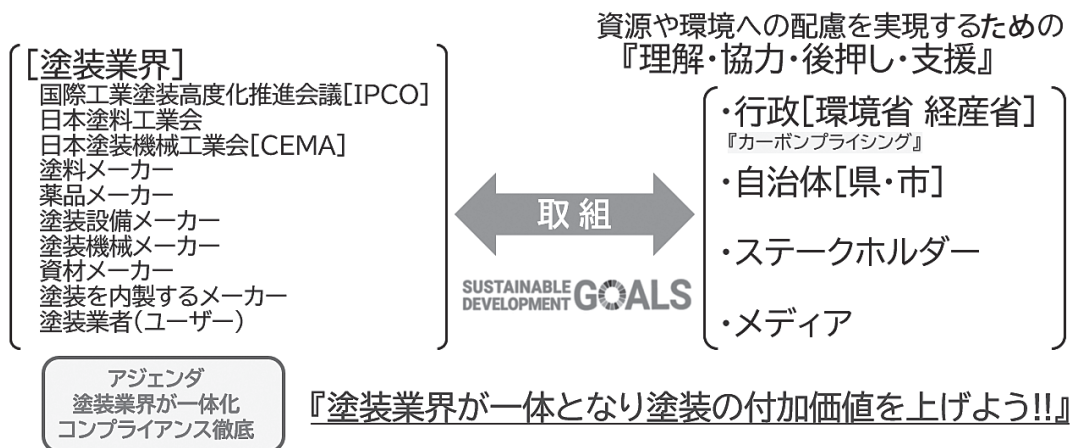 [塗装業界]
国際工業塗装高度化推進会議[IPCO]
日本塗料工業会
日本塗装機械工業会[CEMA]
塗料メーカー
薬品メーカー
塗装設備メーカー
塗装機械メーカー
資材メーカー
塗装を内製するメーカー
塗装業者(ユーザー)
取組
SUSTAINABLE
DEVELOPMENT GOALS
資源や環境への配慮を実現するための
『理解・協力・後押し・支援』
・行政[環境省 経産省]
『カーボンプライシング』
・自治体[県・市]
・ステークホルダー
・メディア
アジェンダ
塗装業界が一体化
コンプライアンス徹底
『塗装業界が一体となり塗装の付加価値を上げよう!!』